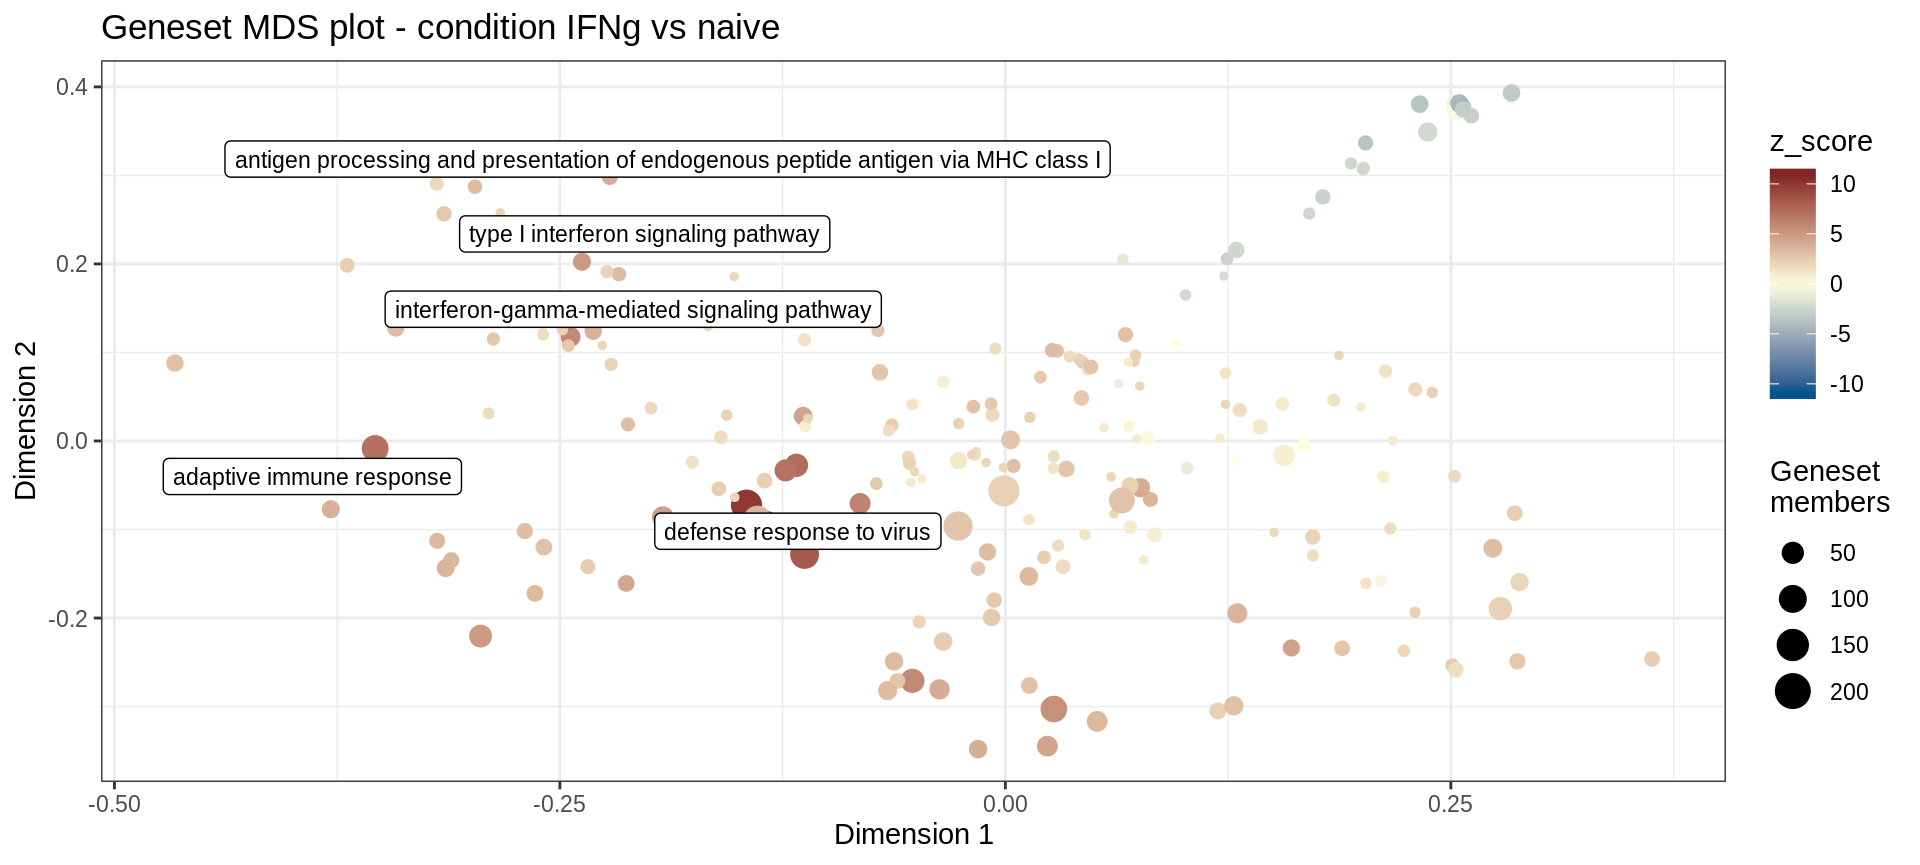 Geneset MDS plot - condition IFNg vs naive
0.4
0.2
0.0
-0.2
Dimension 2
antigen processing and presentation of endogenous peptide antigen via MHC class I
type I interferon signaling pathway
interferon-gamma-mediated signaling pathway
adaptive immune response
defense response to virus
-0.50
-0.25
0.00
0.25
Dimension 1
z_score
10
5
0
-5
-10
Geneset
members
50
100
150
200